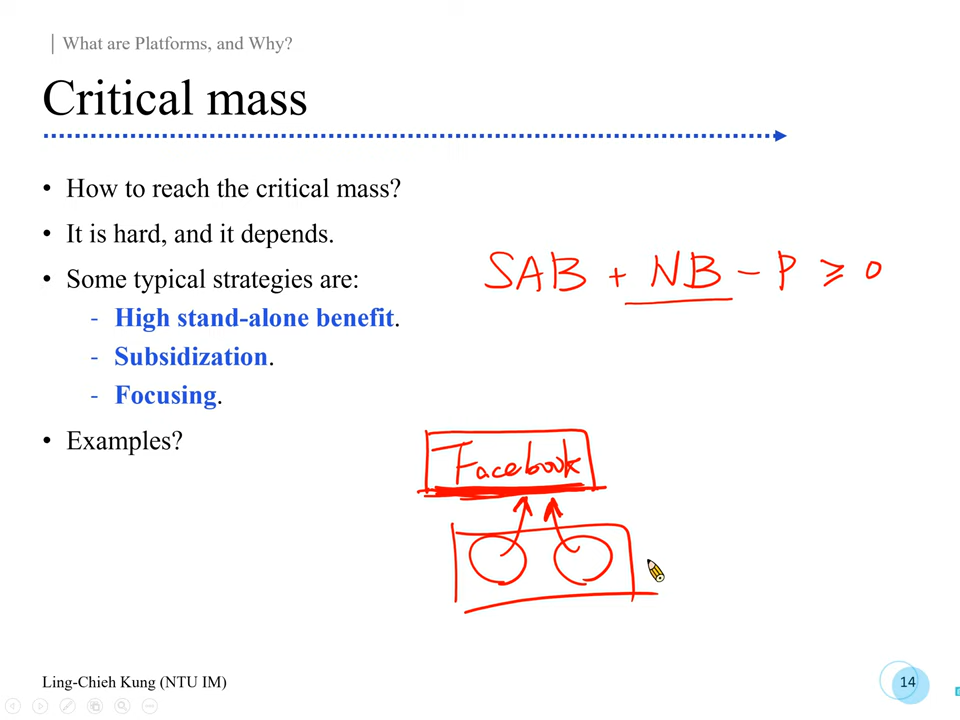 | What are Platforms, and Why?
Critical mass
• How to reach the critical mass?
• It is hard, and it depends.
• Some typical strategies are:
- High stand-alone benefit.
- Subsidization.
- Focusing.
• Examples?
SAB + NB - P ≥ 0
Facebook
Ling-Chieh Kung (NTU IM)
14